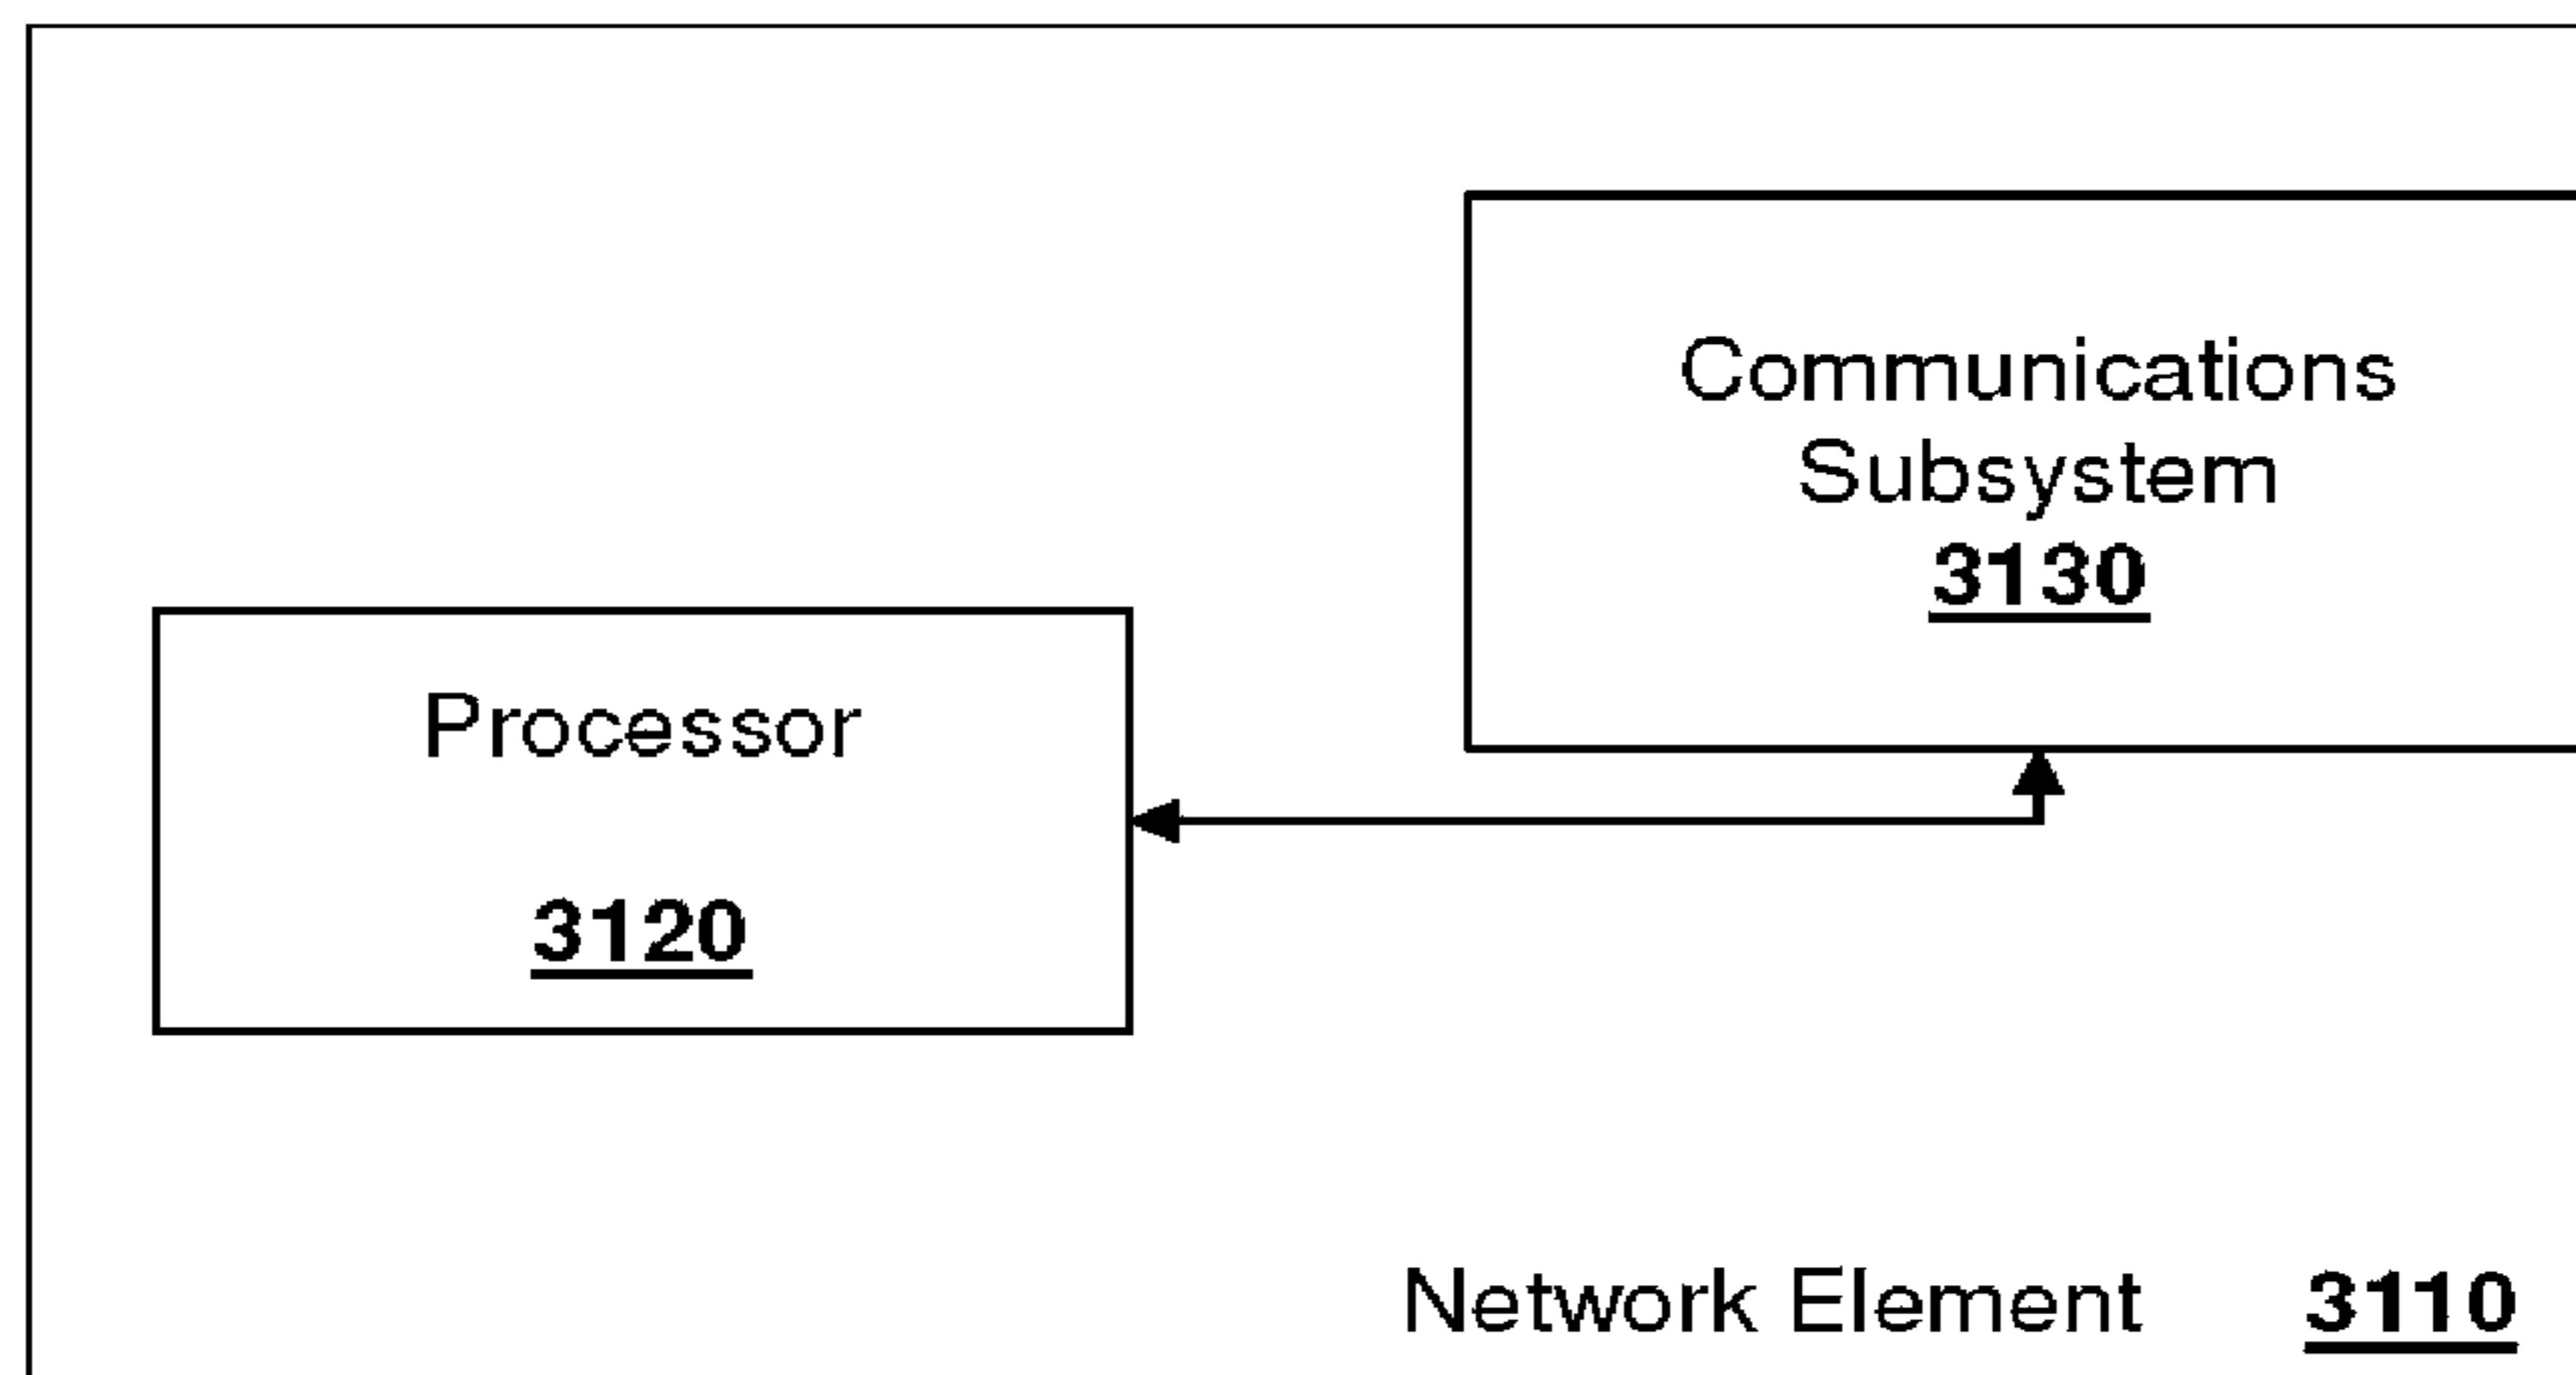 Communications
Subsystem
3130
Processor
3120
Network Element 3110